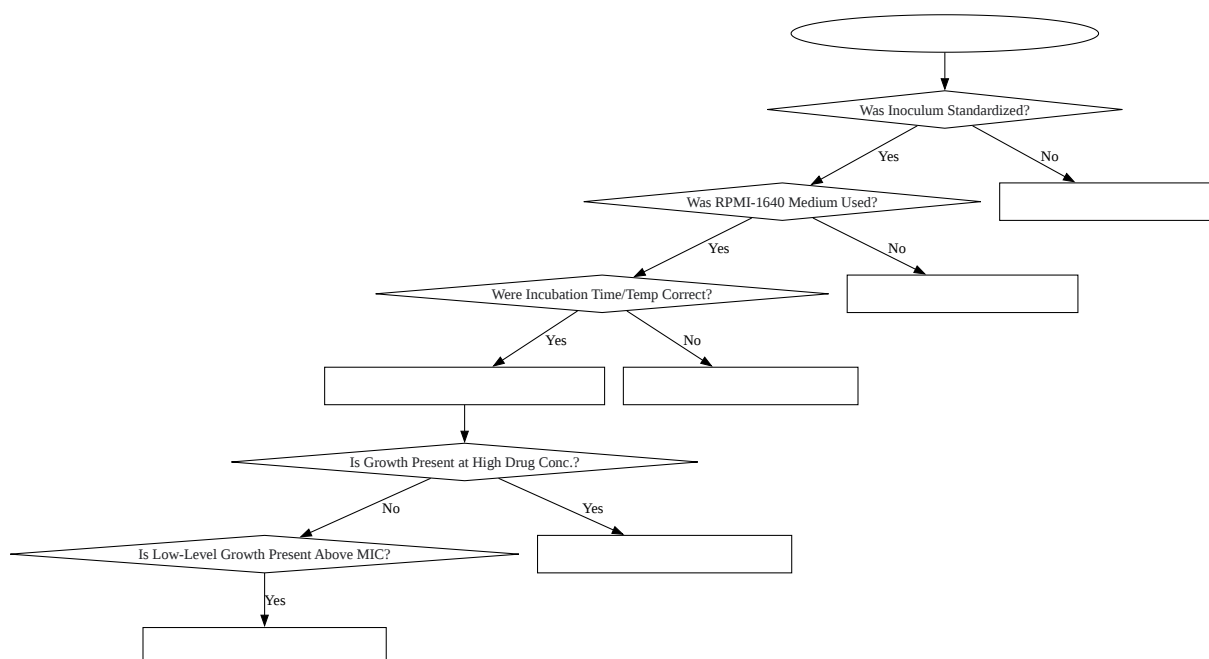 Was Inoculum Standardized?
Yes
No
Was RPMI-1640 Medium Used?
Yes
No
Were Incubation Time/Temp Correct?
Yes
No
Is Growth Present at High Drug Conc.?
No
Yes
Is Low-Level Growth Present Above MIC?
Yes